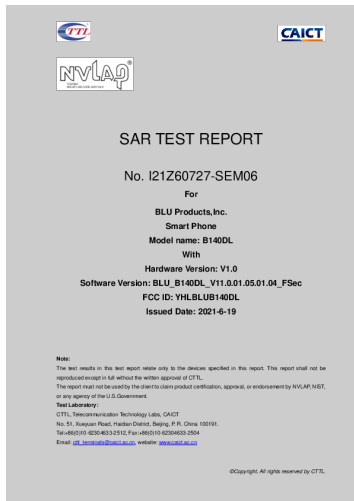 CTTL
CAICT
NVLAP®
SAR TEST REPORT
No. I21Z60727-SEM06
For
BLU Products,Inc.
Smart Phone
Model name: B140DL
With
Hardware Version: V1.0
Software Version: BLU_B140DL_V11.0.01.05.01.04_FSec
FCC ID: YHLBLUB140DL
Issued Date: 2021-6-19
Note:
The test results in this test report relate only to the devices specified in this report. This report shall not be
reproduced except in full without the written approval of CTTL.
The report must not be used by the client to claim product certification, approval, or endorsement by NVLAP, NIST,
or any agency of the U.S.Government.
Test Laboratory:
CTTL, Telecommunication Technology Labs, CAICT
No. 51, Xueyuan Road, Haidian District, Beijing, P. R. China 100191.
Tel:+86(0)10-62304633-2512, Fax:+86(0)10-62304633-2504
Email: cttl_terminals@caict.ac.cn, website: www.caict.ac.cn
©Copyright. All rights reserved by CTTL.